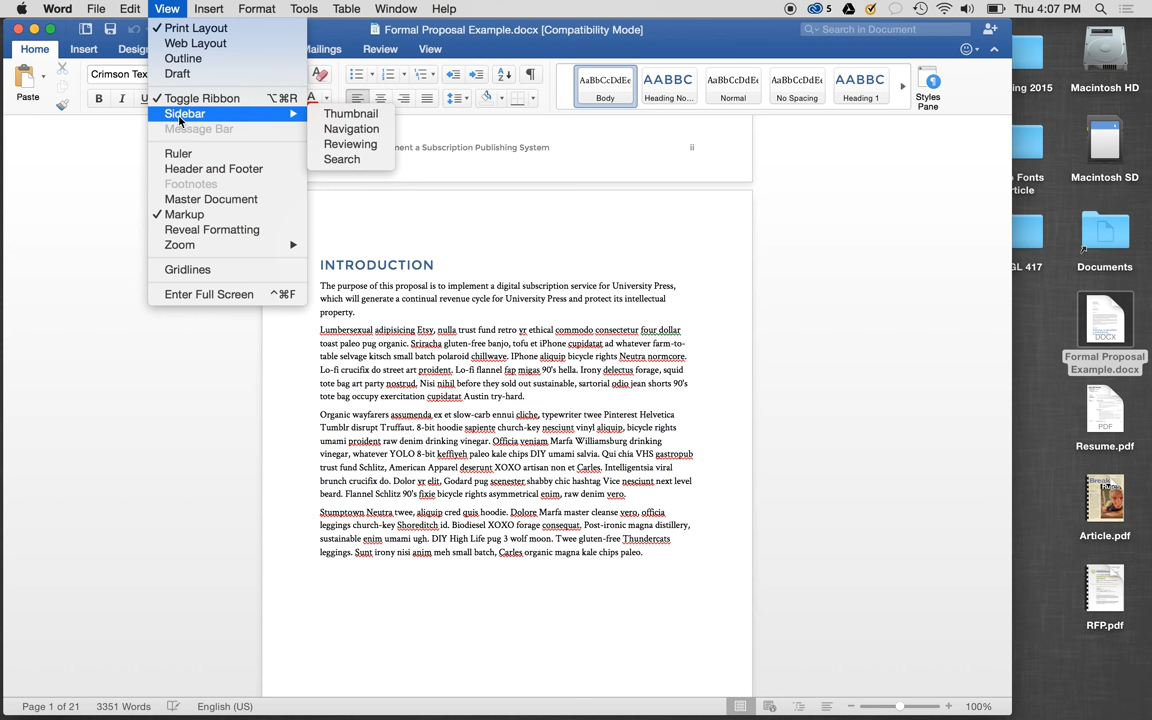 Word File Edit View Insert Format Tools Table Window Help 5 Thu 4:07 PM
Formal Proposal Example.docx [Compatibility Mode] Search in Document
Home Insert Design Mailings Review View
Paste Crimson Tex B I U A
AaBbCcDdEe Body AABBC Heading No... AaBbCcDdEe Normal AaBbCcDdEe No Spacing AABBC Heading 1 Styles Pane
Print Layout
Web Layout
Outline
Draft
Toggle Ribbon ⌥⌘R
Sidebar
Message Bar
Ruler
Header and Footer
Footnotes
Master Document
Markup
Reveal Formatting
Zoom
Gridlines
Enter Full Screen ^⌘F
Thumbnail
Navigation
Reviewing
Search
ment a Subscription Publishing System ii
INTRODUCTION
The purpose of this proposal is to implement a digital subscription service for University Press,
which will generate a continual revenue cycle for University Press and protect its intellectual
property.
Lumbersexual adipisicing Etsy, nulla trust fund retro yr ethical commodo consectetur four dollar
toast paleo pug organic. Sriracha gluten-free banjo, tofu et iPhone cupidatat ad whatever farm-to-
table selvage kitsch small batch polaroid chillwave. IPhone aliquip bicycle rights Neutra normcore.
Lo-fi crucifix do street art proident. Lo-fi flannel fap migas 90's hella. Irony delectus forage, squid
tote bag art party nostrud. Nisi nihil before they sold out sustainable, sartorial odio jean shorts 90's
tote bag occupy exercitation cupidatat Austin try-hard.
Organic wayfarers assumenda ex et slow-carb ennui cliche, typewriter twee Pinterest Helvetica
Tumblr disrupt Truffaut. 8-bit hoodie sapiente church-key nesciunt vinyl aliquip, bicycle rights
umami proident raw denim drinking vinegar. Officia veniam Marfa Williamsburg drinking
vinegar, whatever YOLO 8-bit keffiyeh paleo kale chips DIY umami salvia. Qui chia VHS gastropub
trust fund Schlitz, American Apparel deserunt XOXO artisan non et Carles. Intelligentsia viral
brunch crucifix do. Dolor yr elit, Godard pug scenester shabby chic hashtag Vice nesciunt next level
beard. Flannel Schlitz 90's fixie bicycle rights asymmetrical enim, raw denim vero.
Stumptown Neutra twee, aliquip cred quis hoodie. Dolore Marfa master cleanse vero, officia
leggings church-key Shoreditch id. Biodiesel XOXO forage consequat. Post-ironic magna distillery,
sustainable enim umami ugh. DIY High Life pug 3 wolf moon. Twee gluten-free Thundercats
leggings. Sunt irony nisi anim meh small batch, Carles organic magna kale chips paleo.
Page 1 of 21 3351 Words English (US) 100%
ing 2015 Macintosh HD
Fonts
ticle Macintosh SD
GL 417 Documents
DOCX
Formal Proposal
Example.docx
PDF
Resume.pdf
Article.pdf
RFP.pdf